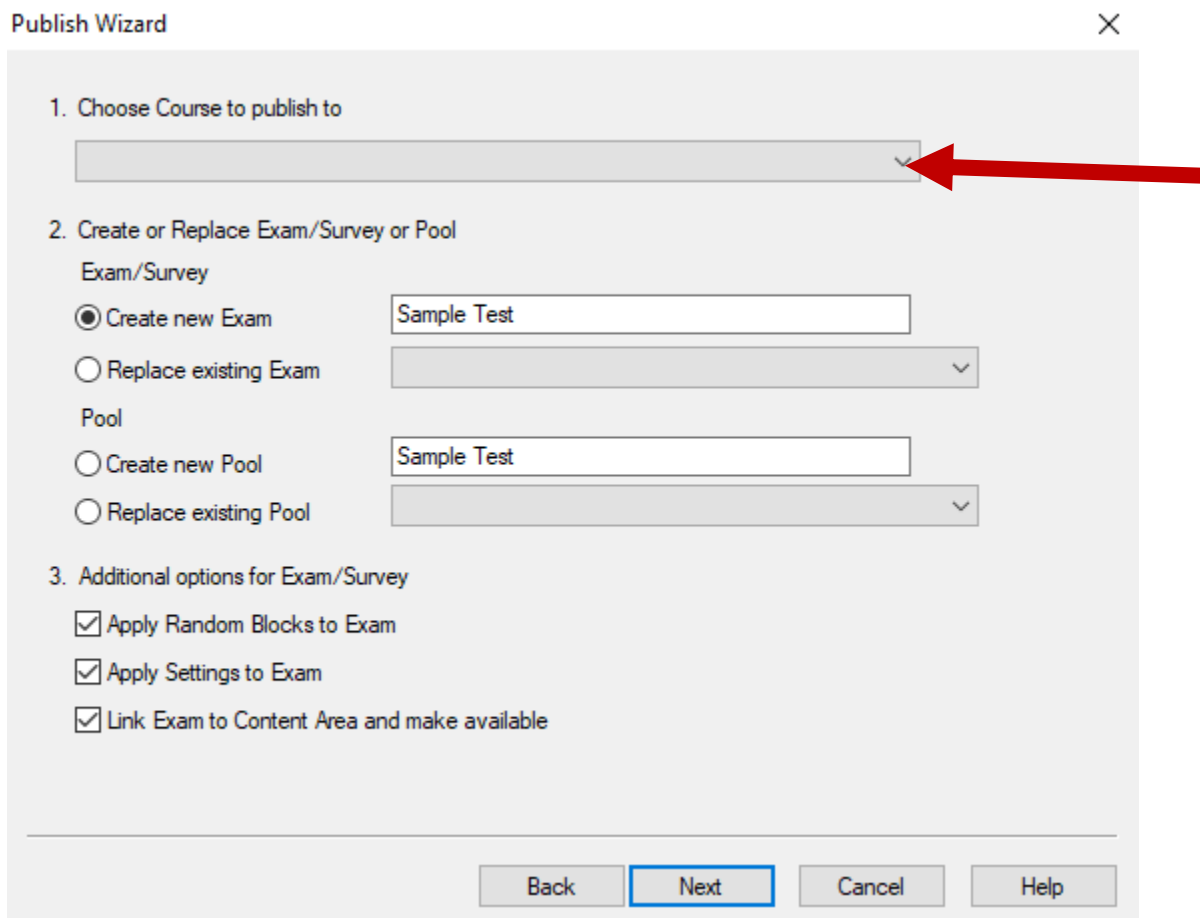 Publish Wizard
1. Choose Course to publish to
2. Create or Replace Exam/Survey or Pool
Exam/Survey
Create new Exam Sample Test
Replace existing Exam
Pool
Create new Pool Sample Test
Replace existing Pool
3. Additional options for Exam/Survey
Apply Random Blocks to Exam
Apply Settings to Exam
Link Exam to Content Area and make available
Back Next Cancel Help